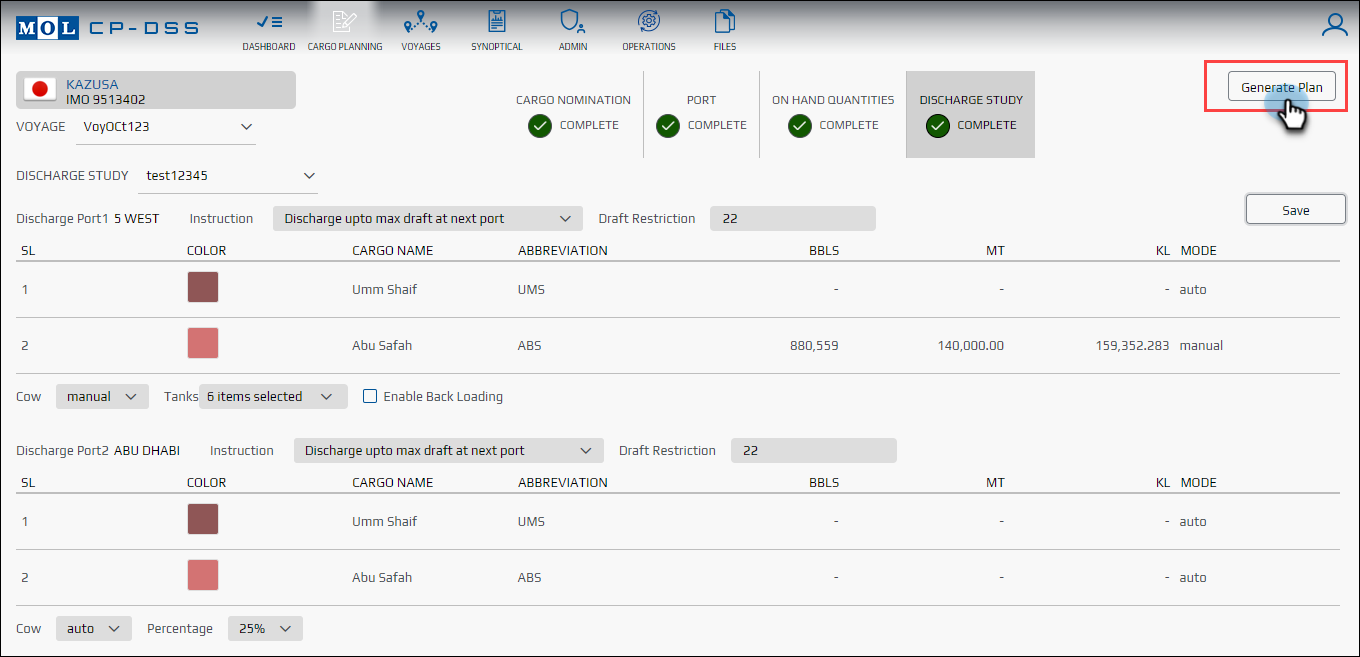 MOL CP-DSS
DASHBOARD CARGO PLANNING VOYAGES SYNOPTICAL ADMIN OPERATIONS FILES
KAZUSA
IMO 9513402
VOYAGE VoyOCt123
CARGO NOMINATION PORT ON HAND QUANTITIES DISCHARGE STUDY
COMPLETE COMPLETE COMPLETE COMPLETE
Generate Plan
DISCHARGE STUDY test12345
Save
Discharge Port1 5 WEST Instruction Discharge upto max draft at next port Draft Restriction 22
SL COLOR CARGO NAME ABBREVIATION BBLS MT KL MODE
1 Umm Shaif UMS - - - auto
2 Abu Safah ABS 880,559 140,000.00 159,352.283 manual
Cow manual Tanks 6 items selected Enable Back Loading
Discharge Port2 ABU DHABI Instruction Discharge upto max draft at next port Draft Restriction 22
SL COLOR CARGO NAME ABBREVIATION BBLS MT KL MODE
1 Umm Shaif UMS - - - auto
2 Abu Safah ABS - - - auto
Cow auto Percentage 25%